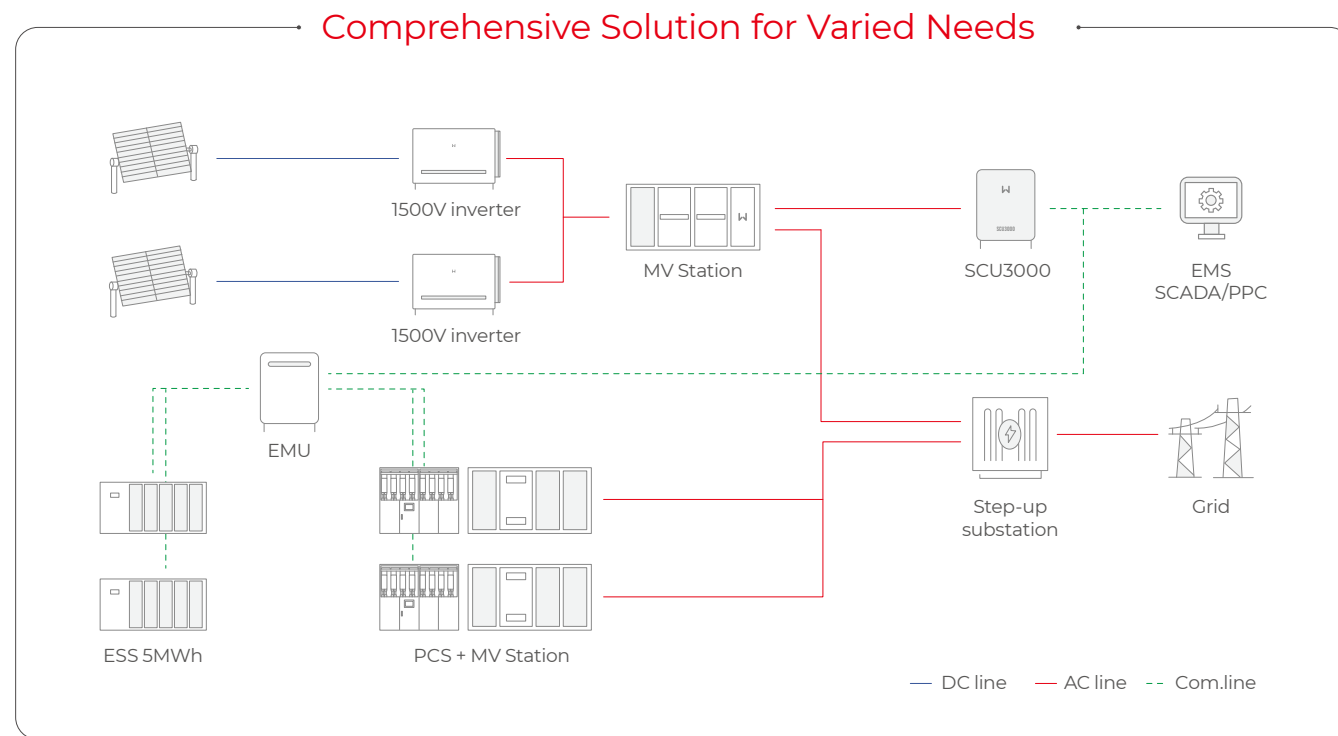 Comprehensive Solution for Varied Needs
1500V inverter
MV Station
SCU3000
SCU3000
EMS
SCADA/PPC
1500V inverter
EMU
Step-up
substation
Grid
ESS 5MWh
PCS + MV Station
DC line
AC line
Com.line